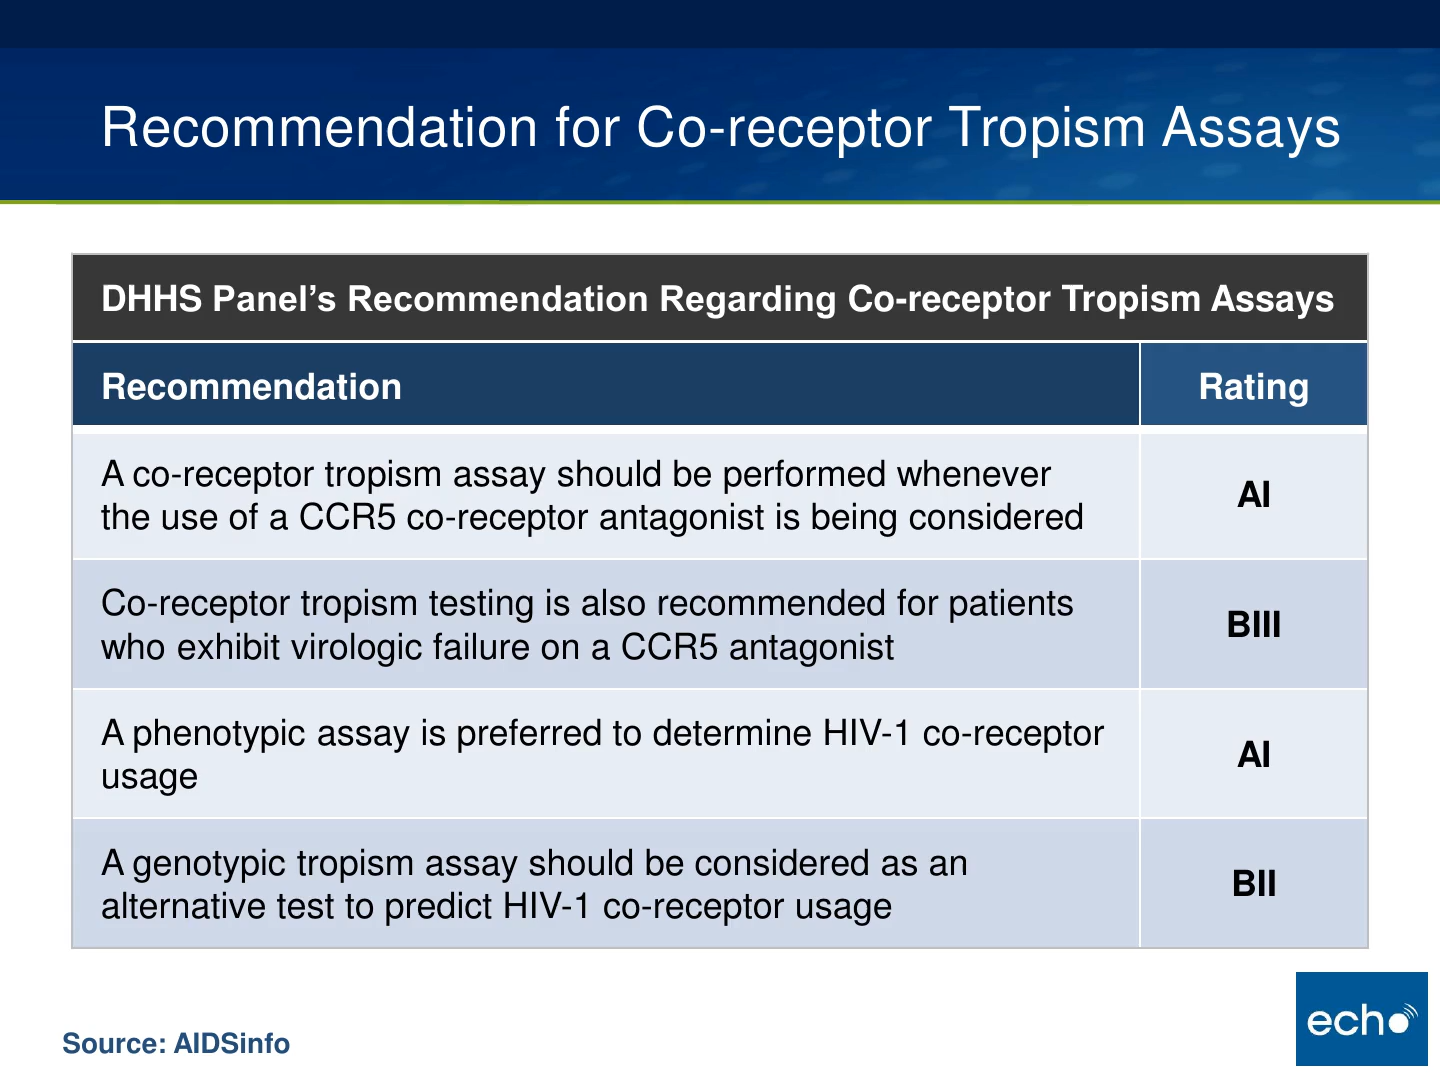 Recommendation for Co-receptor Tropism Assays
DHHS Panel’s Recommendation Regarding Co-receptor Tropism Assays
Recommendation
Rating
A co-receptor tropism assay should be performed whenever
the use of a CCR5 co-receptor antagonist is being considered
AI
Co-receptor tropism testing is also recommended for patients
who exhibit virologic failure on a CCR5 antagonist
BIII
A phenotypic assay is preferred to determine HIV-1 co-receptor
usage
AI
A genotypic tropism assay should be considered as an
alternative test to predict HIV-1 co-receptor usage
BII
Source: AIDSinfo
echo